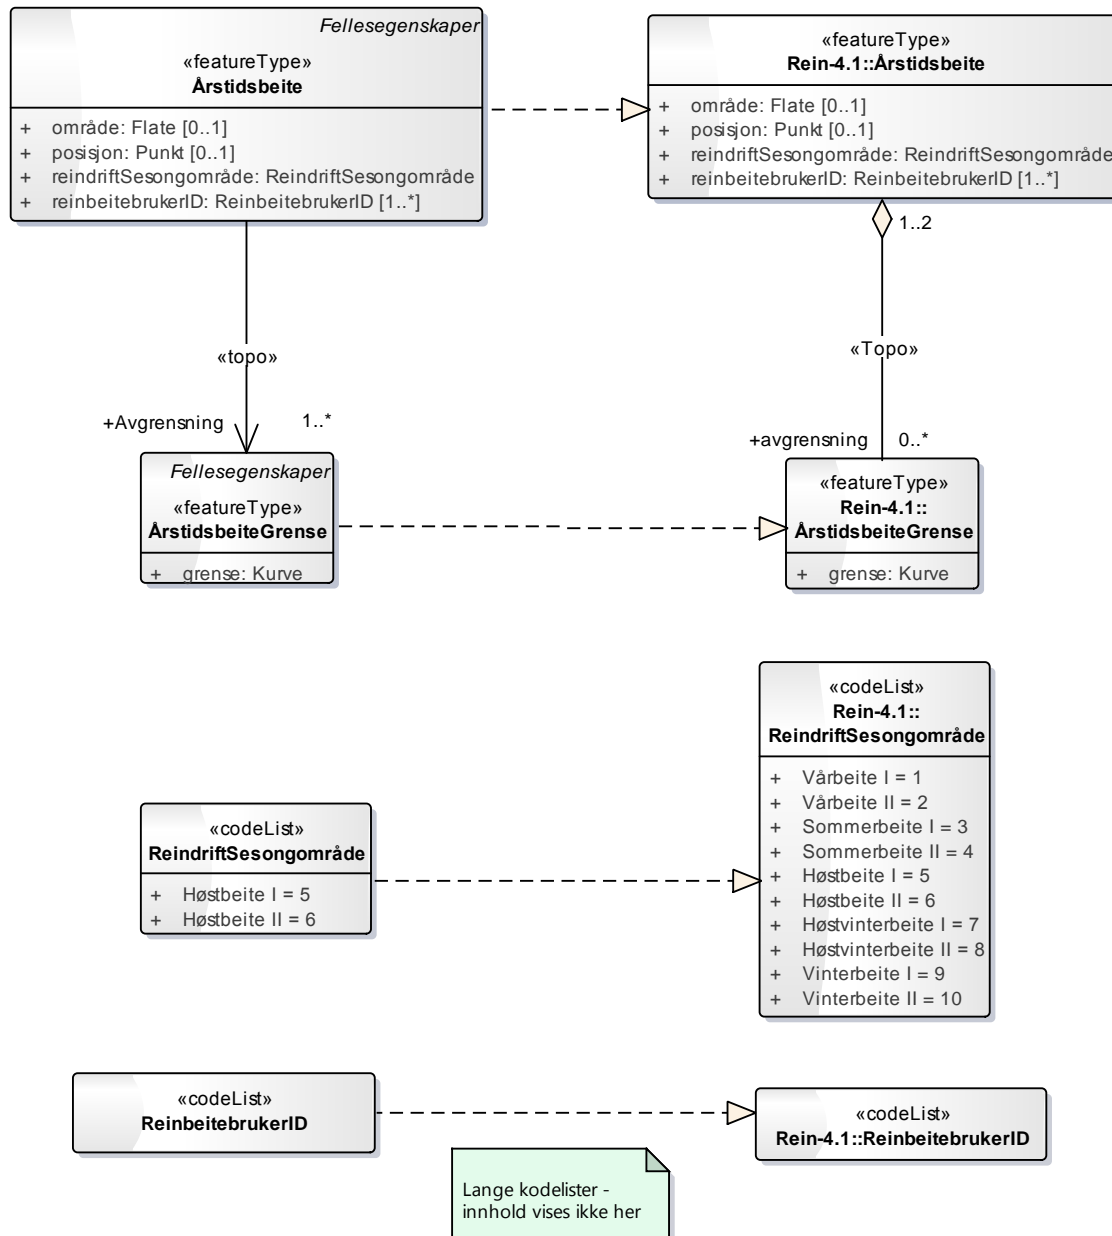 Fellesegenskaper
«featureType»
Årstidsbeite
+ område: Flate [0..1]
+ posisjon: Punkt [0..1]
+ reindriftSesongområde: ReindriftSesongområde
+ reinbeitebrukerID: ReinbeitebrukerID [1..*]
«featureType»
Rein-4.1::Årstidsbeite
+ område: Flate [0..1]
+ posisjon: Punkt [0..1]
+ reindriftSesongområde: ReindriftSesongområde
+ reinbeitebrukerID: ReinbeitebrukerID [1..*]
1..2
«topo»
«Topo»
+Avgrensning 1..*
+avgrensning 0..*
Fellesegenskaper
«featureType»
ÅrstidsbeiteGrense
+ grense: Kurve
«featureType»
Rein-4.1::
ÅrstidsbeiteGrense
+ grense: Kurve
«codeList»
Rein-4.1::
ReindriftSesongområde
+ Vårbeite I = 1
+ Vårbeite II = 2
+ Sommerbeite I = 3
+ Sommerbeite II = 4
+ Høstbeite I = 5
+ Høstbeite II = 6
+ Høstvinterbeite I = 7
+ Høstvinterbeite II = 8
+ Vinterbeite I = 9
+ Vinterbeite II = 10
«codeList»
ReindriftSesongområde
+ Høstbeite I = 5
+ Høstbeite II = 6
«codeList»
ReinbeitebrukerID
«codeList»
Rein-4.1::ReinbeitebrukerID
Lange kodelister -
innhold vises ikke her